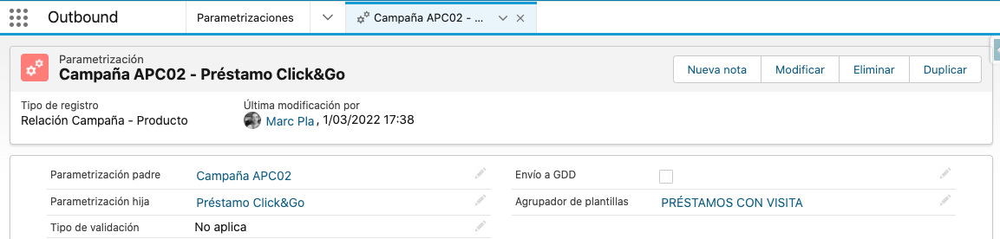 Outbound
Parametrizaciones
Campaña APC02 - ...
Parametrización
Campaña APC02 - Préstamo Click&Go
Nueva nota
Modificar
Eliminar
Duplicar
Tipo de registro
Relación Campaña - Producto
Última modificación por
Marc Pla, 1/03/2022 17:38
Parametrización padre
Campaña APC02
Envío a GDD
Parametrización hija
Préstamo Click&Go
Agrupador de plantillas
PRÉSTAMOS CON VISITA
Tipo de validación
No aplica